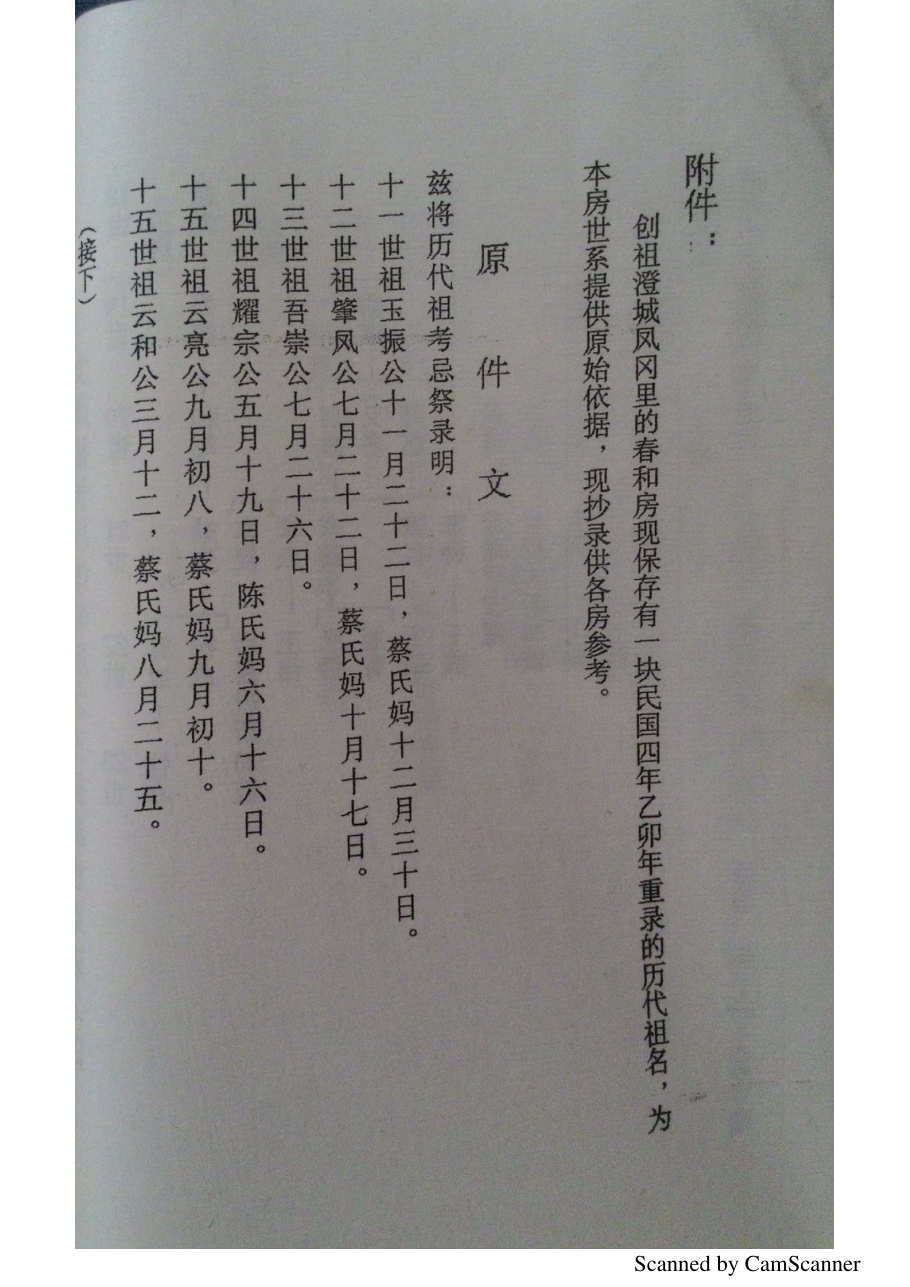 附件：
创祖澄城凤冈里的春和房现保存有一块民国四年乙卯年重录的历代祖名，为
本房世系提供原始依据，现抄录供各房参考。
原件文
兹将历代祖考忌祭录明：
十一世祖玉振公十一月二十二日，蔡氏妈十二月三十日。
十二世祖肇凤公七月二十二日，蔡氏妈十月十七日。
十三世祖吾崇公七月二十六日。
十四世祖耀宗公五月十九日，陈氏妈六月十六日。
十五世祖云亮公九月初八，蔡氏妈九月初十。
十五世祖云和公三月十二，蔡氏妈八月二十五。
（接下）
Scanned by CamScanner